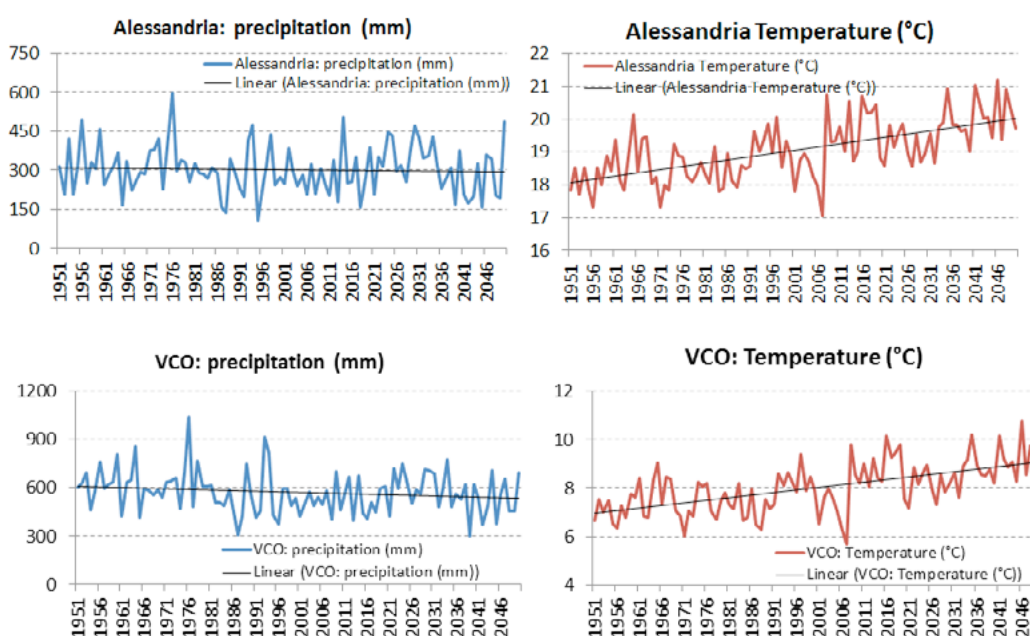 Alessandria: precipitation (mm)
750
600
450
300
150
0
Alessandria: precipitation (mm)
Linear (Alessandria: precipitation (mm))
1951 1956 1961 1966 1971 1976 1981 1986 1991 1996 2001 2006 2011 2016 2021 2026 2031 2036 2041 2046
Alessandria Temperature (°C)
22
21
20
19
18
17
16
Alessandria Temperature (°C)
Linear (Alessandria Temperature (°C))
1951 1956 1961 1966 1971 1976 1981 1986 1991 1996 2001 2006 2011 2016 2021 2026 2031 2036 2041 2046
VCO: precipitation (mm)
1200
900
600
300
0
VCO: precipitation (mm)
Linear (VCO: precipitation (mm))
1951 1956 1961 1966 1971 1976 1981 1986 1991 1996 2001 2006 2011 2016 2021 2026 2031 2036 2041 2046
VCO: Temperature (°C)
12
10
8
6
4
VCO: Temperature (°C)
Linear (VCO: Temperature (°C))
1951 1956 1961 1966 1971 1976 1981 1986 1991 1996 2001 2006 2011 2016 2021 2026 2031 2036 2041 2046